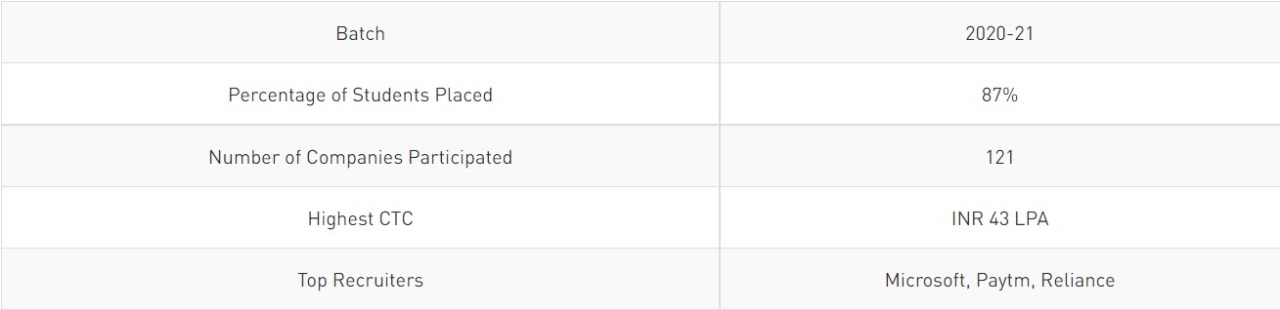 Batch 2020-21
Percentage of Students Placed 87%
Number of Companies Participated 121
Highest CTC INR 43 LPA
Top Recruiters Microsoft, Paytm, Reliance